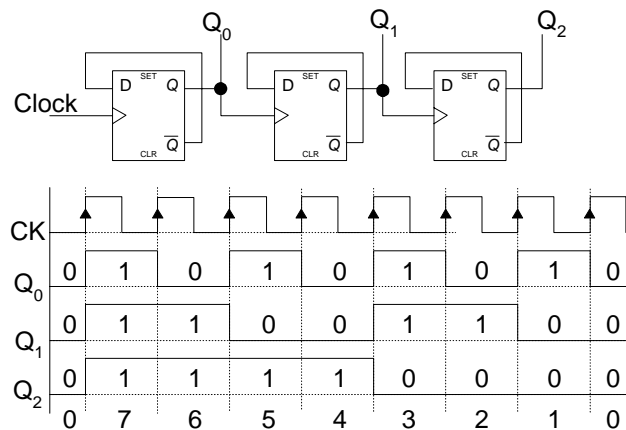 Q0 Q1 Q2
D SET Q D SET Q D SET Q
Clock
Q̅ Q̅ Q̅
CLR CLR CLR
CK
0 1 0 1 0 1 0 1 0
Q0
0 1 1 0 0 1 1 0 0
Q1
0 1 1 1 1 0 0 0 0
Q2
0 7 6 5 4 3 2 1 0